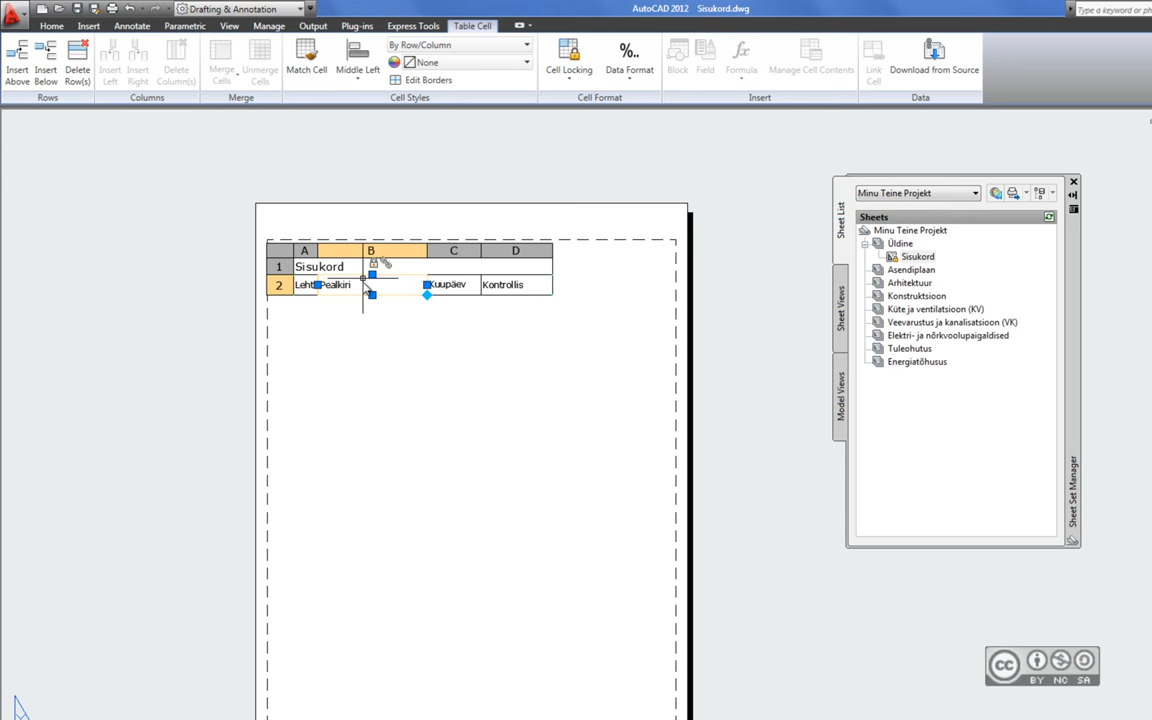 Drafting & Annotation
AutoCAD 2012 Sisukord.dwg
Type a keyword or ph
Home Insert Annotate Parametric View Manage Output Plug-ins Express Tools Table Cell
By Row/Column
None
Edit Borders
Insert Above
Insert Below
Delete Row(s)
Insert Left
Insert Right
Delete Column(s)
Merge Cells
Unmerge Cells
Match Cell
Middle Left
Cell Locking
%..
Data Format
Block
Field
fx
Formula
Manage Cell Contents
Link Cell
Download from Source
Rows Columns Merge Cell Styles Cell Format Insert Data
A B C D
1 Sisukord
2 Leht Pealkiri Kuupäev Kontrollis
Minu Teine Projekt
Sheet List
Sheet Views
Model Views
Sheets
Minu Teine Projekt
Üldine
Sisukord
Asendiplaan
Arhitektuur
Konstruktsioon
Küte ja ventilatsioon (KV)
Veevarustus ja kanalisatsioon (VK)
Elektri- ja nõrkvoolupaigaldised
Tuleohutus
Energiatõhusus
Sheet Set Manager
cc
BY NC SA